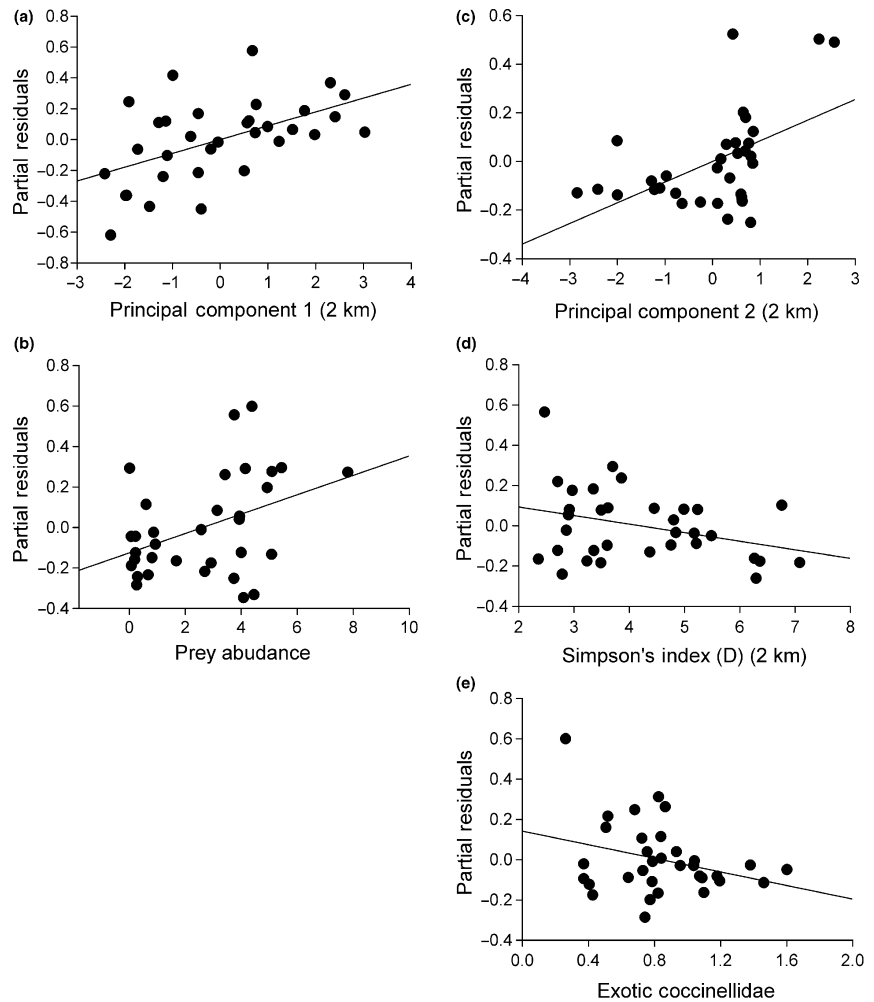 (a)
Partial residuals
0.8
0.6
0.4
0.2
0.0
−0.2
−0.4
−0.6
−0.8
−3 −2 −1 0 1 2 3 4
Principal component 1 (2 km)
(c)
Partial residuals
0.6
0.4
0.2
0.0
−0.2
−0.4
−4 −3 −2 −1 0 1 2 3
Principal component 2 (2 km)
(b)
Partial residuals
0.8
0.6
0.4
0.2
0.0
−0.2
−0.4
0 2 4 6 8 10
Prey abudance
(d)
Partial residuals
0.8
0.6
0.4
0.2
0.0
−0.2
−0.4
2 3 4 5 6 7 8
Simpson's index (D) (2 km)
(e)
Partial residuals
0.8
0.6
0.4
0.2
0.0
−0.2
−0.4
0.0 0.4 0.8 1.2 1.6 2.0
Exotic coccinellidae